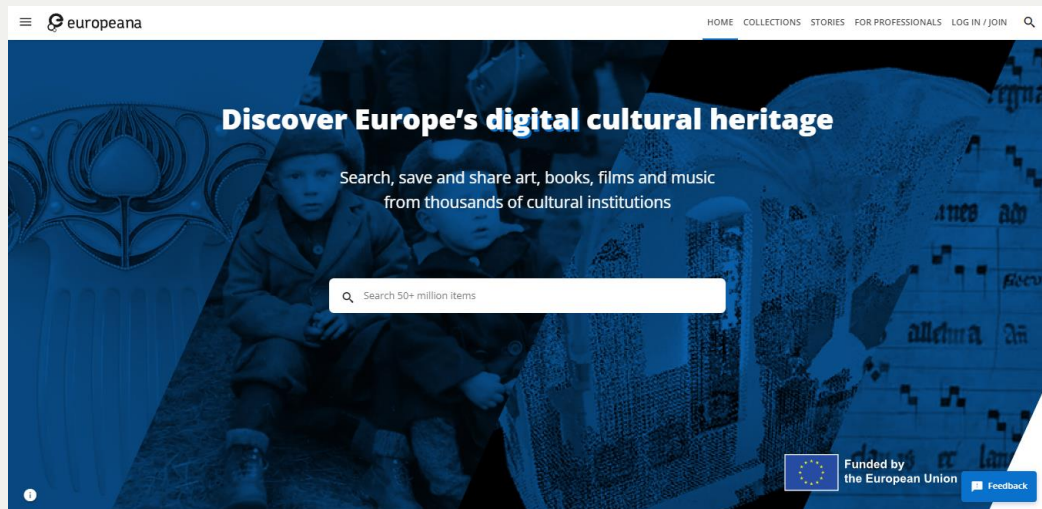 europeana
HOME COLLECTIONS STORIES FOR PROFESSIONALS LOG IN / JOIN
Discover Europe's digital cultural heritage
Search, save and share art, books, films and music
from thousands of cultural institutions
Search 50+ million items
Funded by
the European Union
Feedback